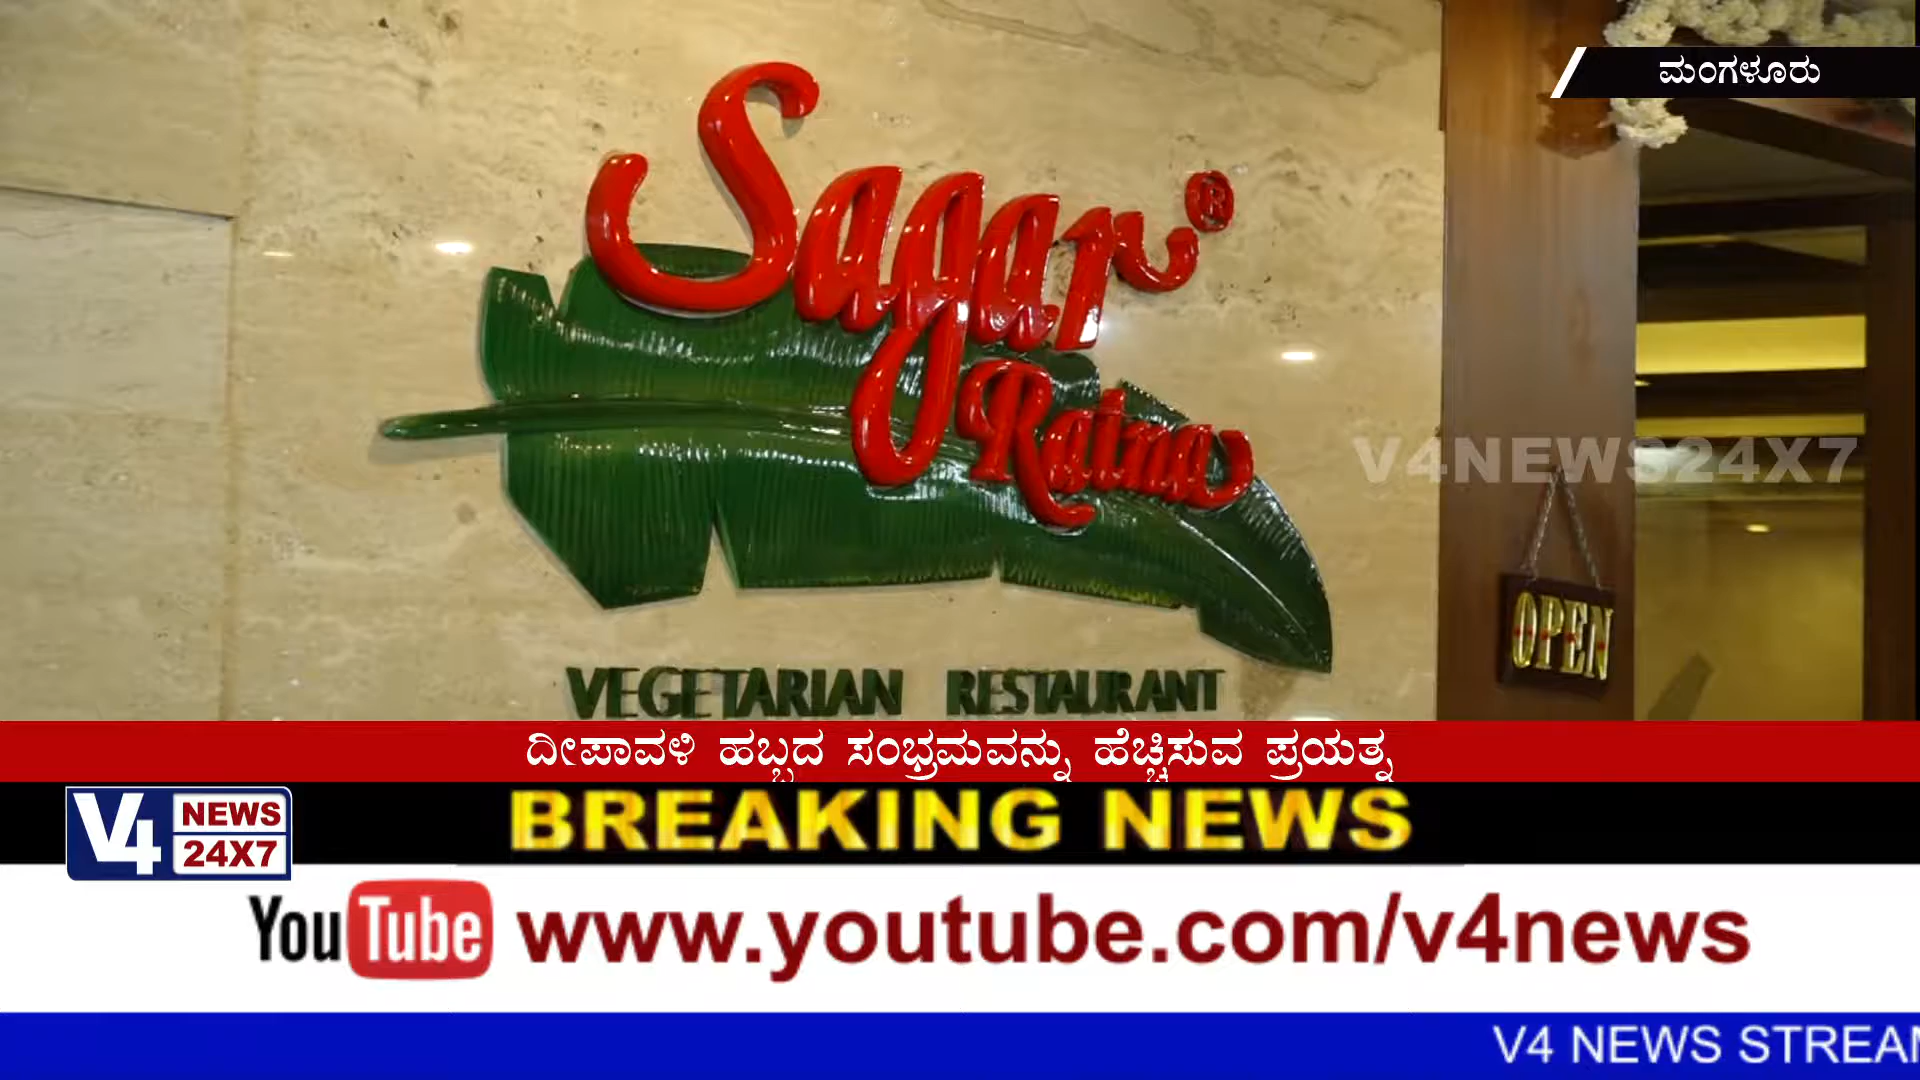 ಮಂಗಳೂರು
Sagar®
Ratna
V4NEWS24X7
OPEN
VEGETARIAN RESTAURANT
ದೀಪಾವಳಿ ಹಬ್ಬದ ಸಂಭ್ರಮವನ್ನು ಹೆಚ್ಚಿಸುವ ಪ್ರಯತ್ನ
V4 NEWS 24X7
BREAKING NEWS
YouTube www.youtube.com/v4news
V4 NEWS STREAM